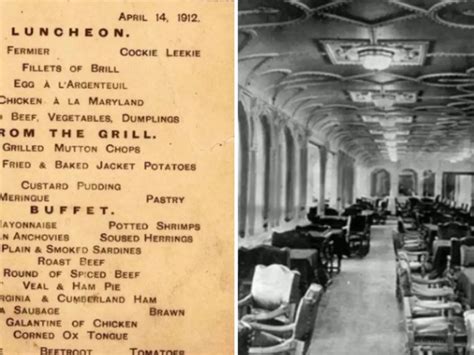 APRIL 14, 1912.
LUNCHEON.
FERMIER COCKIE LEEKIE
FILLETS OF BRILL
EGG À L'ARGENTEUIL
CHICKEN À LA MARYLAND
BEEF, VEGETABLES, DUMPLINGS
FROM THE GRILL.
GRILLED MUTTON CHOPS
FRIED & BAKED JACKET POTATOES
CUSTARD PUDDING
MERINGUE PASTRY
BUFFET.
MAYONNAISE POTTED SHRIMPS
AN ANCHOVIES SOUSED HERRINGS
PLAIN & SMOKED SARDINES
ROAST BEEF
ROUND OF SPICED BEEF
VEAL & HAM PIE
RGINIA & CUMBERLAND HAM
A SAUSAGE BRAWN
GALANTINE OF CHICKEN
CORNED OX TONGUE
BEETROOT TOMATOES